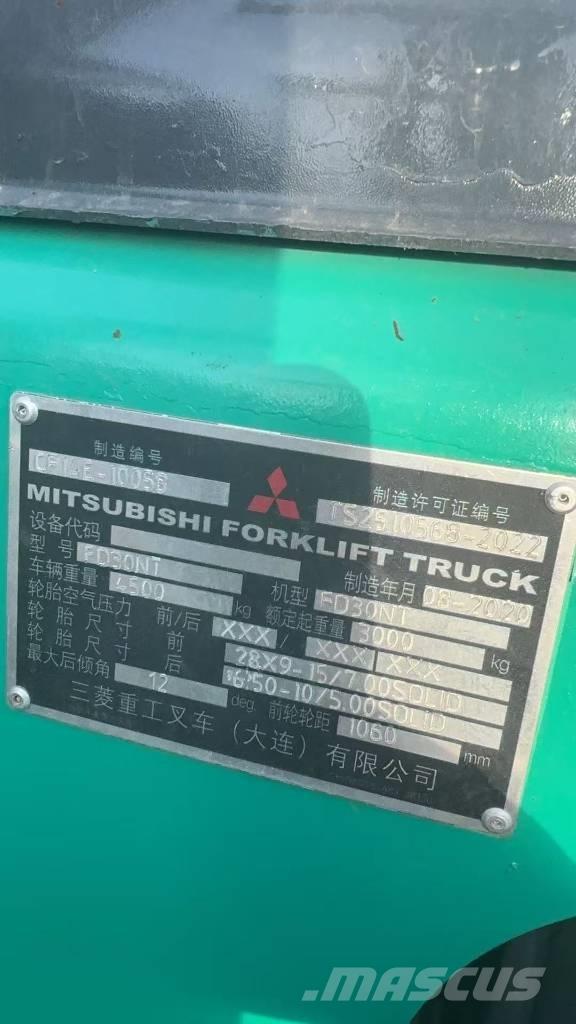 制造编号
CF14E-10056
制造许可证编号
TS2510568-2022
MITSUBISHI FORKLIFT TRUCK
设备代码
制造年月 08-2020
型号 FD30NT
机型 FD30NT
车辆重量 4500 kg
额定起重量 3000 kg
轮胎空气压力 前/后 XXX / XXX XXX
轮胎尺寸 前 28X9-15/7.00SOLID
轮胎尺寸 后 6.50-10/5.00SOLID
最大后倾角 12 deg. 前轮轮距 1060 mm
三菱重工叉车(大连)有限公司
MASCUS